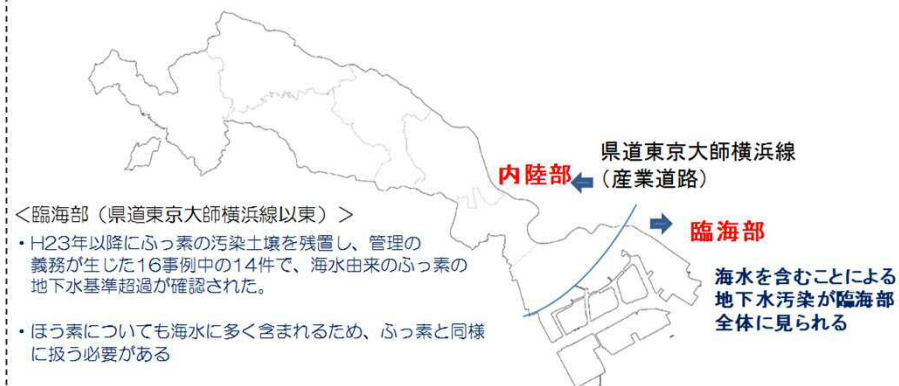 内陸部
県道東京大師横浜線
（産業道路）
臨海部
＜臨海部（県道東京大師横浜線以東）＞
・H23年以降にふっ素の汚染土壌を残置し、管理の
義務が生じた16事例中の14件で、海水由来のふっ素の
地下水基準超過が確認された。
・ほう素についても海水に多く含まれるため、ふっ素と同様
に扱う必要がある
海水を含むことによる
地下水汚染が臨海部
全体に見られる